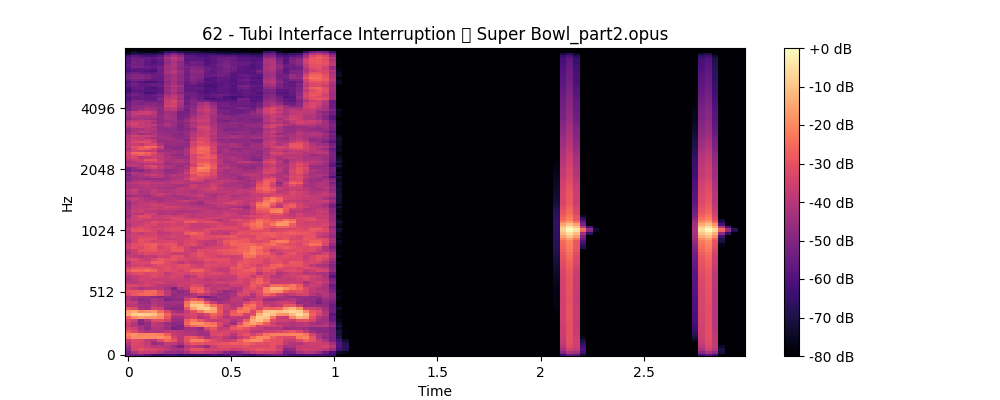 62 - Tubi Interface Interruption ▯ Super Bowl_part2.opus
+0 dB
4096
-10 dB
-20 dB
2048
-30 dB
Hz
1024
-40 dB
-50 dB
512
-60 dB
-70 dB
0
-80 dB
0 0.5 1 1.5 2 2.5
Time